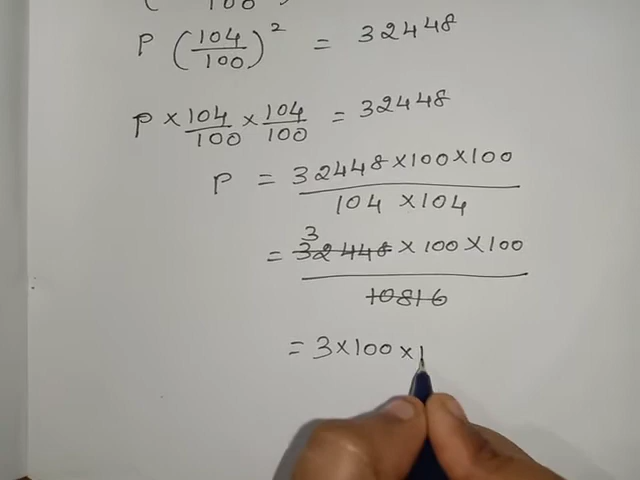 100
P (104/100)² = 32448
P × 104/100 × 104/100 = 32448
P = 32448 × 100 × 100 / 104 × 104
= 3 32448 × 100 × 100 / 10816
= 3 × 100 × 1